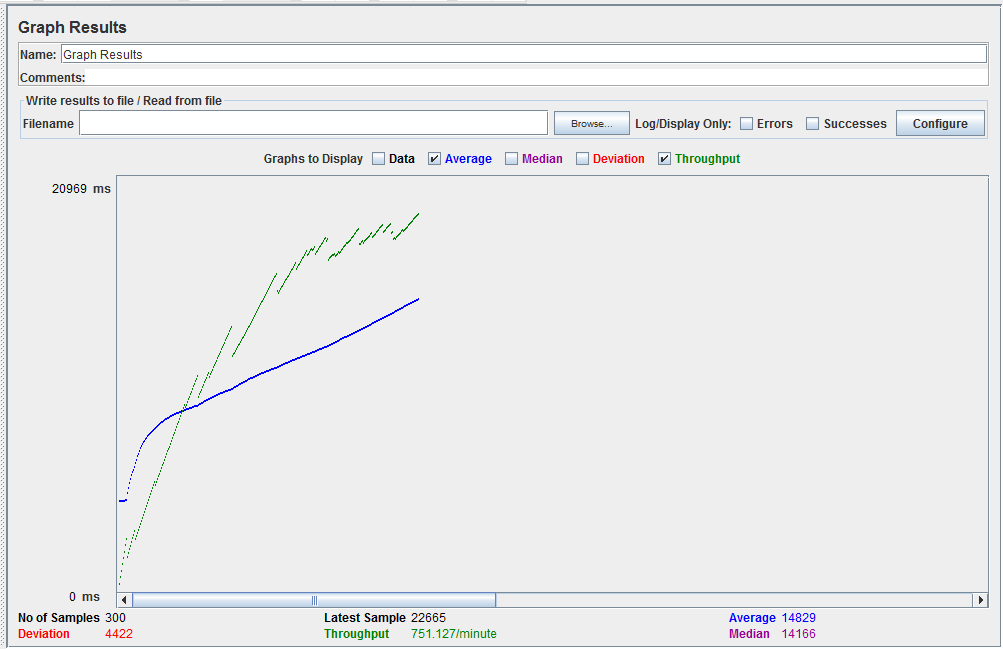 Graph Results
Name: Graph Results
Comments:
Write results to file / Read from file
Filename Browse... Log/Display Only: Errors Successes Configure
Graphs to Display Data Average Median Deviation Throughput
20969 ms
0 ms
No of Samples 300 Latest Sample 22665 Average 14829
Deviation 4422 Throughput 751.127/minute Median 14166